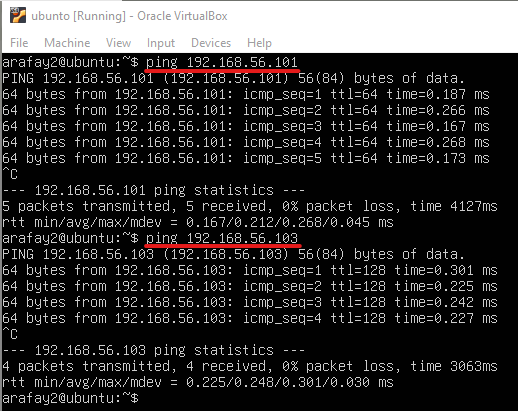 ubunto [Running] - Oracle VirtualBox
File Machine View Input Devices Help
arafay2@ubuntu:~$ ping 192.168.56.101
PING 192.168.56.101 (192.168.56.101) 56(84) bytes of data.
64 bytes from 192.168.56.101: icmp_seq=1 ttl=64 time=0.187 ms
64 bytes from 192.168.56.101: icmp_seq=2 ttl=64 time=0.266 ms
64 bytes from 192.168.56.101: icmp_seq=3 ttl=64 time=0.167 ms
64 bytes from 192.168.56.101: icmp_seq=4 ttl=64 time=0.268 ms
64 bytes from 192.168.56.101: icmp_seq=5 ttl=64 time=0.173 ms
^C
--- 192.168.56.101 ping statistics ---
5 packets transmitted, 5 received, 0% packet loss, time 4127ms
rtt min/avg/max/mdev = 0.167/0.212/0.268/0.045 ms
arafay2@ubuntu:~$ ping 192.168.56.103
PING 192.168.56.103 (192.168.56.103) 56(84) bytes of data.
64 bytes from 192.168.56.103: icmp_seq=1 ttl=128 time=0.301 ms
64 bytes from 192.168.56.103: icmp_seq=2 ttl=128 time=0.225 ms
64 bytes from 192.168.56.103: icmp_seq=3 ttl=128 time=0.242 ms
64 bytes from 192.168.56.103: icmp_seq=4 ttl=128 time=0.227 ms
^C
--- 192.168.56.103 ping statistics ---
4 packets transmitted, 4 received, 0% packet loss, time 3063ms
rtt min/avg/max/mdev = 0.225/0.248/0.301/0.030 ms
arafay2@ubuntu:~$